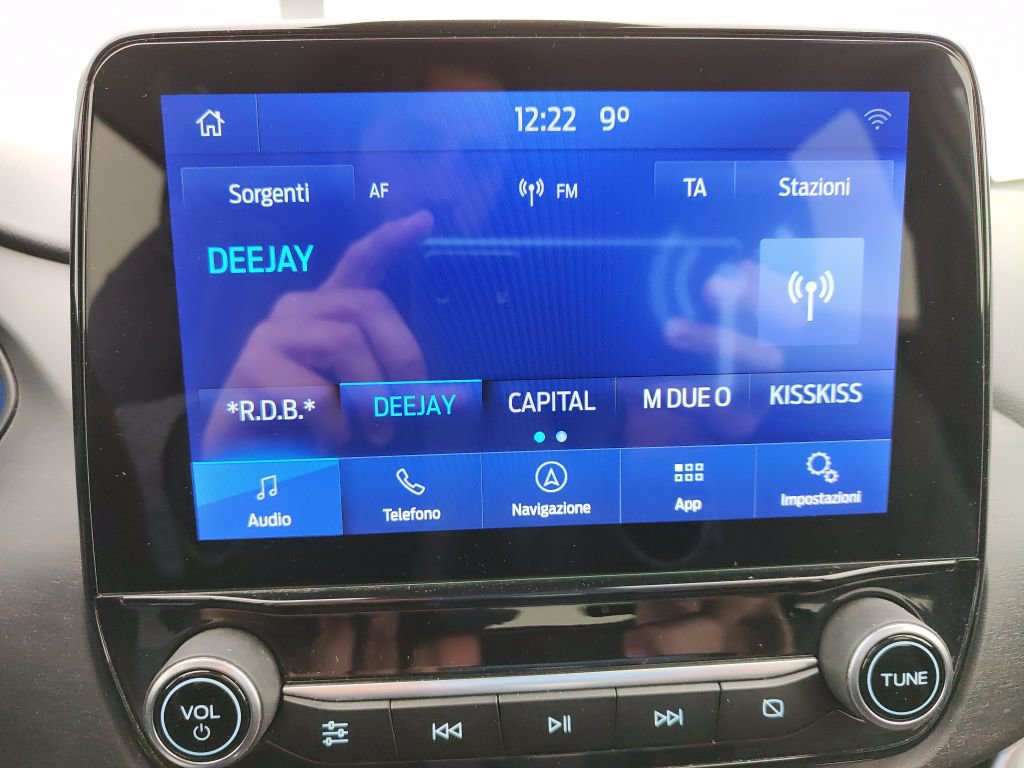 12:22 9º
Sorgenti AF FM TA Stazioni
DEEJAY
*R.D.B.* DEEJAY CAPITAL M DUE O KISSKISS
Audio Telefono Navigazione App Impostazioni
VOL TUNE